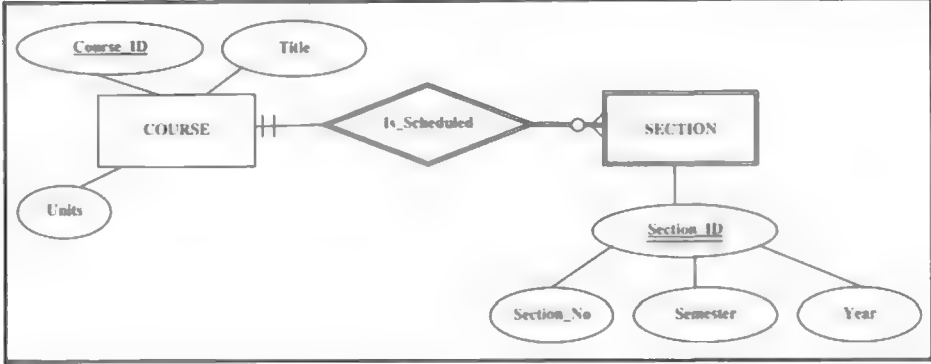 Course_ID
Title
COURSE
Is_Scheduled
SECTION
Units
Section_ID
Section_No
Semester
Year